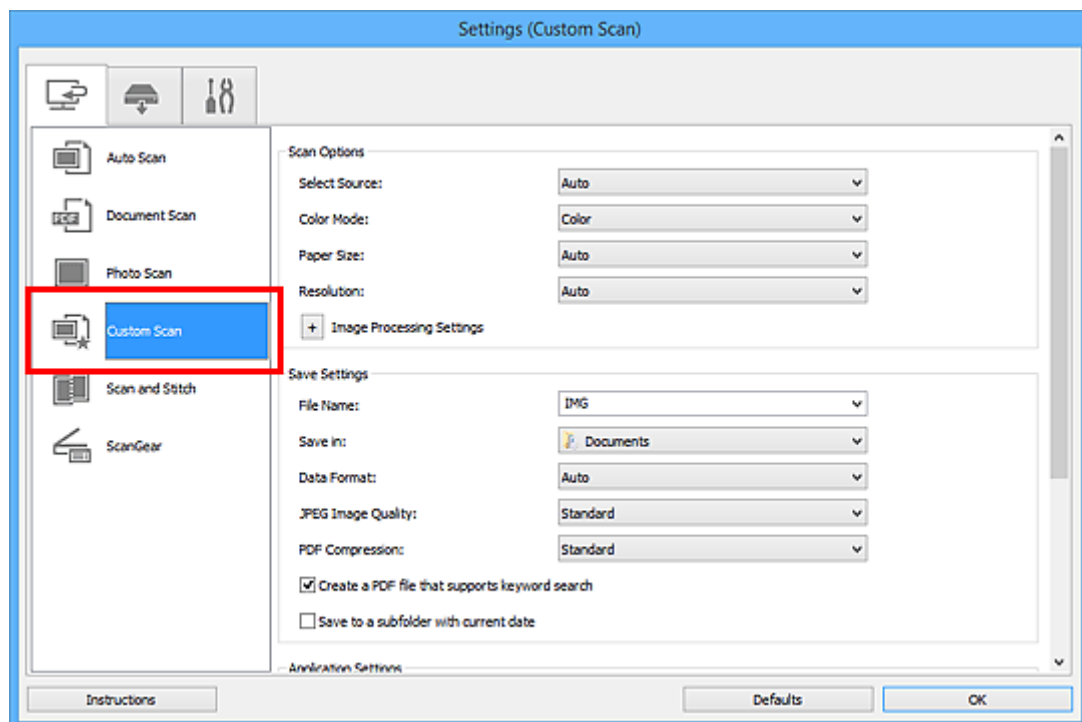 Settings (Custom Scan)
Auto Scan
PDF
Document Scan
Photo Scan
Custom Scan
Scan and Stitch
ScanGear
Scan Options
Select Source: Auto
Color Mode: Color
Paper Size: Auto
Resolution: Auto
+ Image Processing Settings
Save Settings
File Name: IMG
Save in: Documents
Data Format: Auto
JPEG Image Quality: Standard
PDF Compression: Standard
Create a PDF file that supports keyword search
Save to a subfolder with current date
Application Settings
Instructions
Defaults
OK